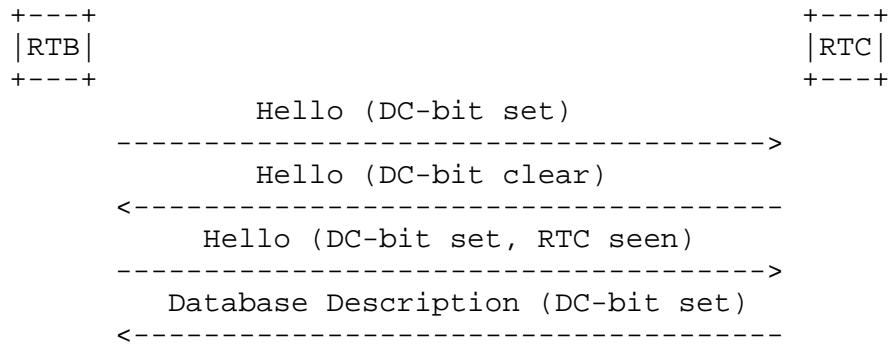 +---+                                         +---+
|RTB|                                         |RTC|
+---+                                         +---+
              Hello (DC-bit set)
      ------------------------------------->
              Hello (DC-bit clear)
      <-------------------------------------
           Hello (DC-bit set, RTC seen)
      ------------------------------------->
         Database Description (DC-bit set)
      <-------------------------------------